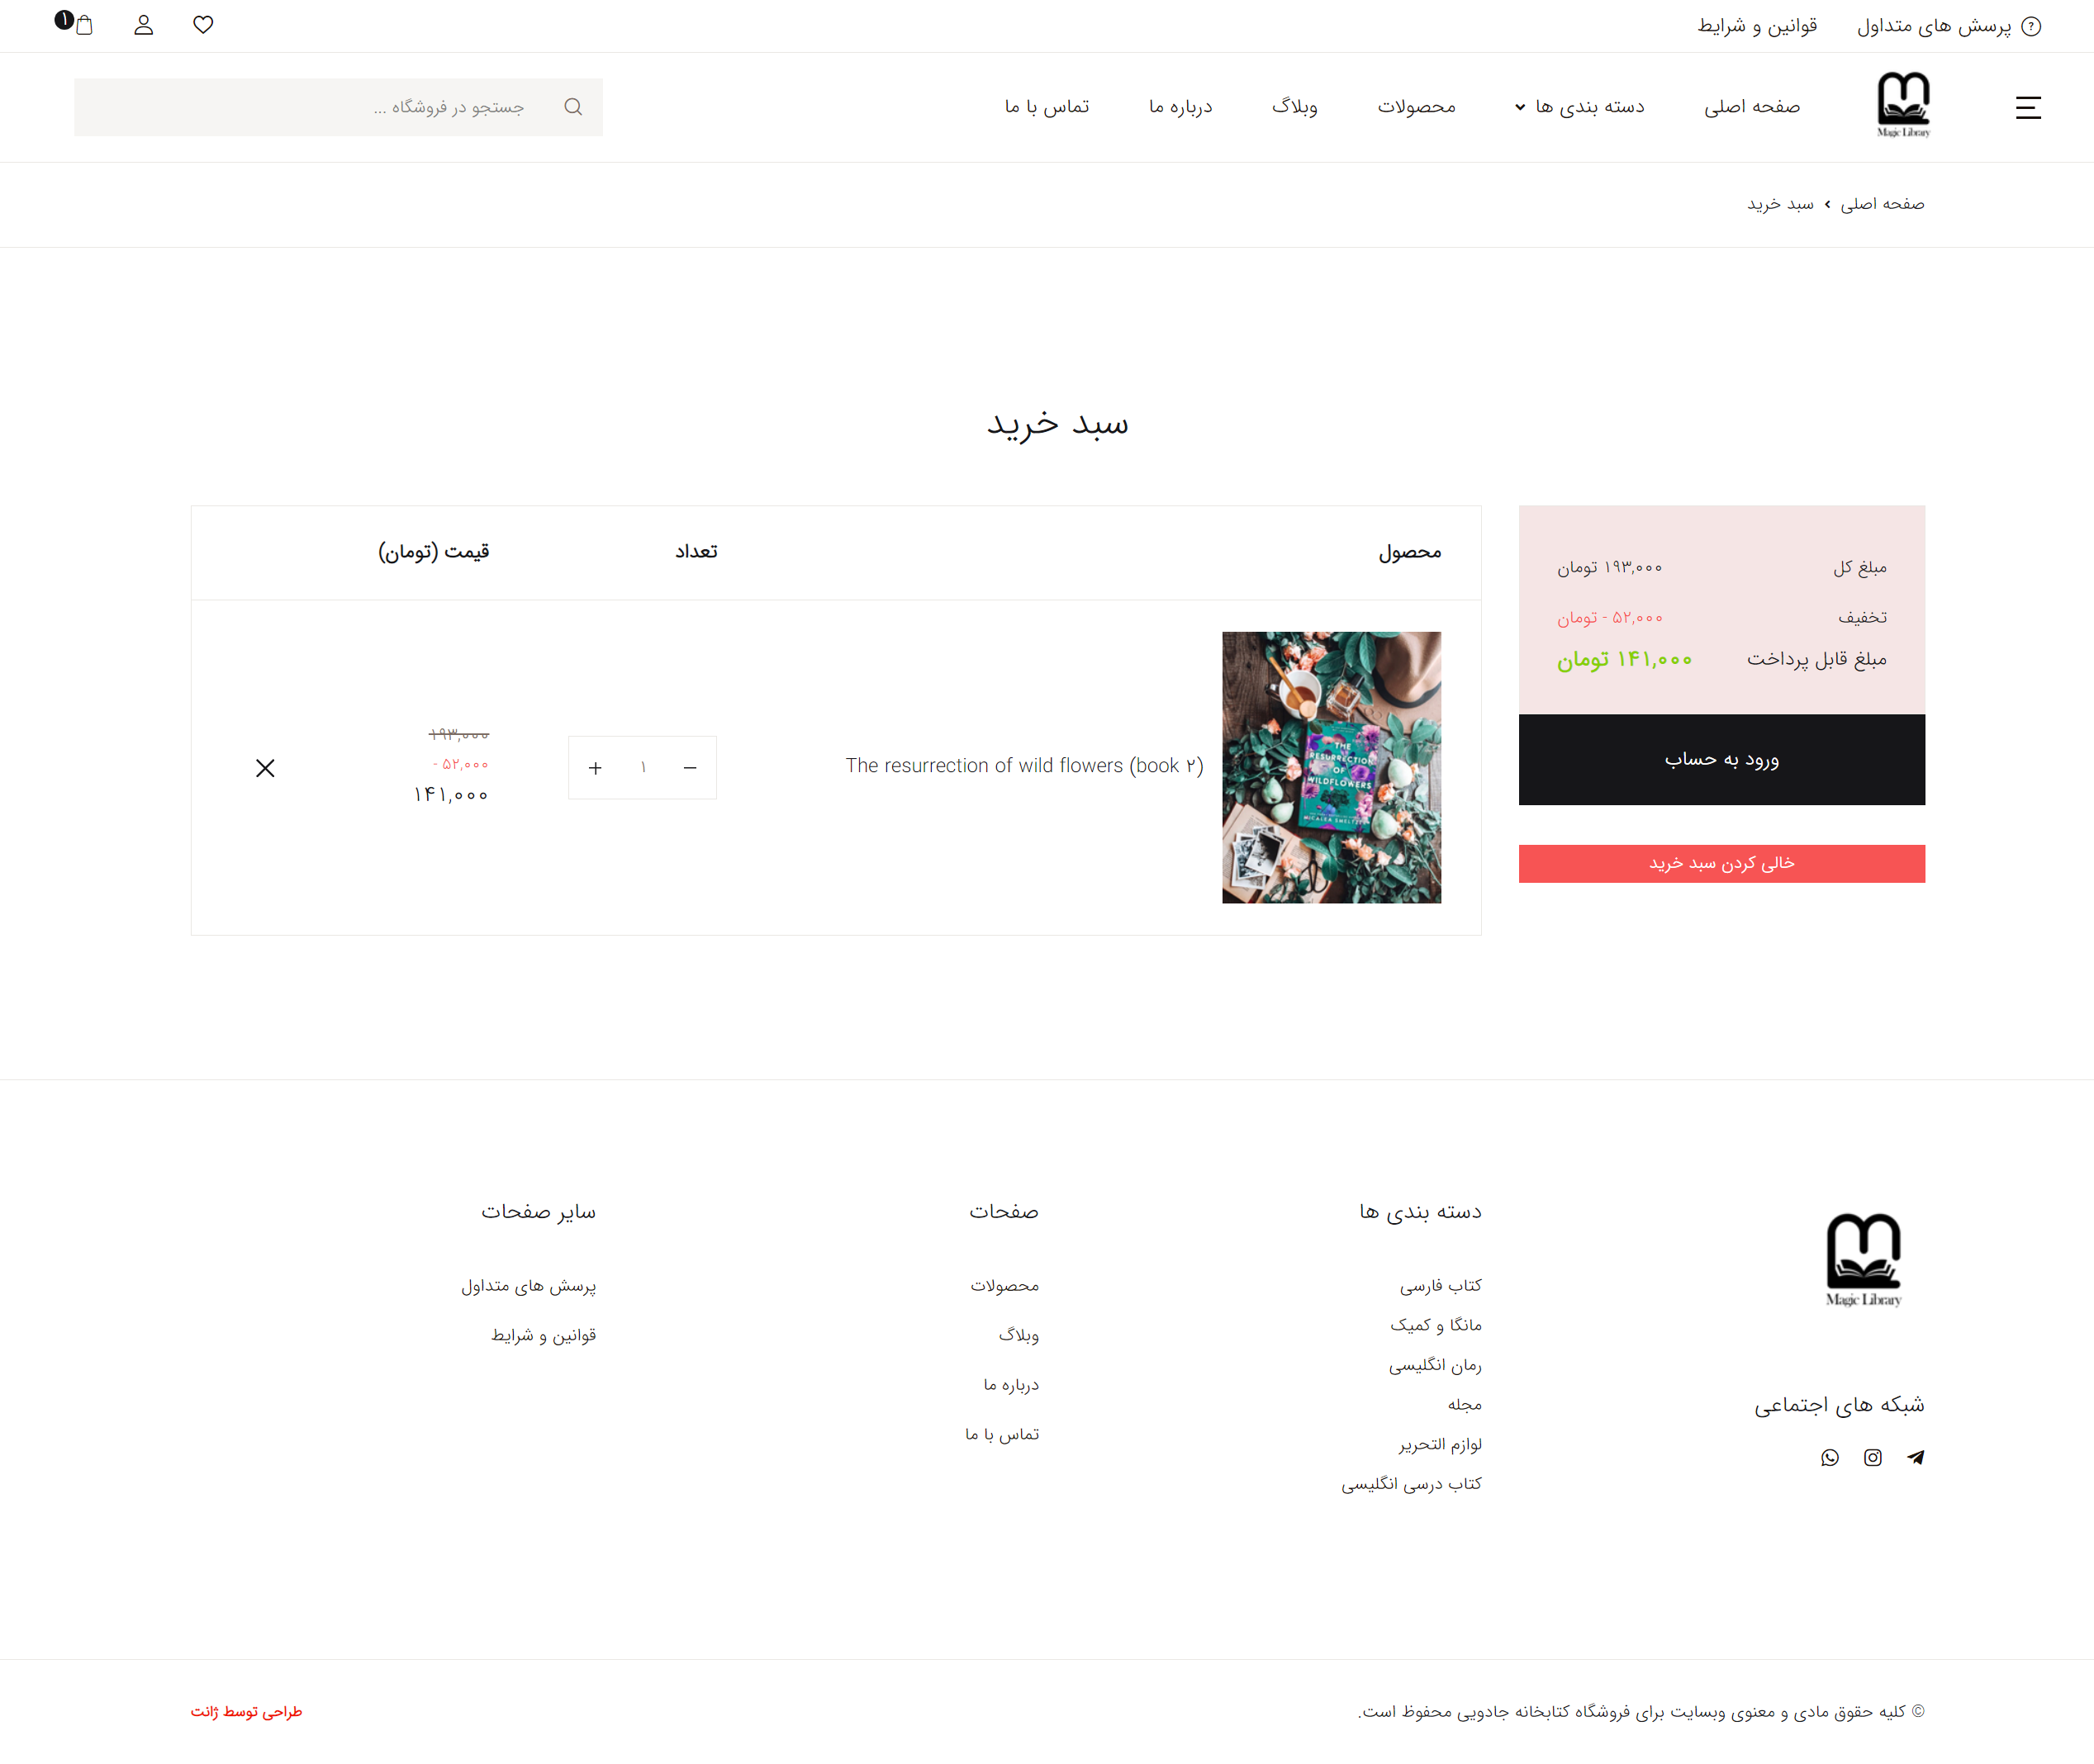 پرسش های متداول
قوانین و شرایط
۱
Magic Library
صفحه اصلی
دسته بندی ها
محصولات
وبلاگ
درباره ما
تماس با ما
جستجو در فروشگاه ...
صفحه اصلی › سبد خرید
سبد خرید
مبلغ کل
۱۹۳,۰۰۰ تومان
تخفیف
۵۲,۰۰۰ - تومان
مبلغ قابل پرداخت
۱۴۱,۰۰۰ تومان
ورود به حساب
خالی کردن سبد خرید
محصول
تعداد
قیمت (تومان)
THE
RESURRECTION
OF
WILDFLOWERS
MICALEA SMELTZER
The resurrection of wild flowers (book ۲)
۱
۱۹۳,۰۰۰
۵۲,۰۰۰ -
۱۴۱,۰۰۰
Magic Library
شبکه های اجتماعی
دسته بندی ها
کتاب فارسی
مانگا و کمیک
رمان انگلیسی
مجله
لوازم التحریر
کتاب درسی انگلیسی
صفحات
محصولات
وبلاگ
درباره ما
تماس با ما
سایر صفحات
پرسش های متداول
قوانین و شرایط
© کلیه حقوق مادی و معنوی وبسایت برای فروشگاه کتابخانه جادویی محفوظ است.
طراحی توسط ژانت